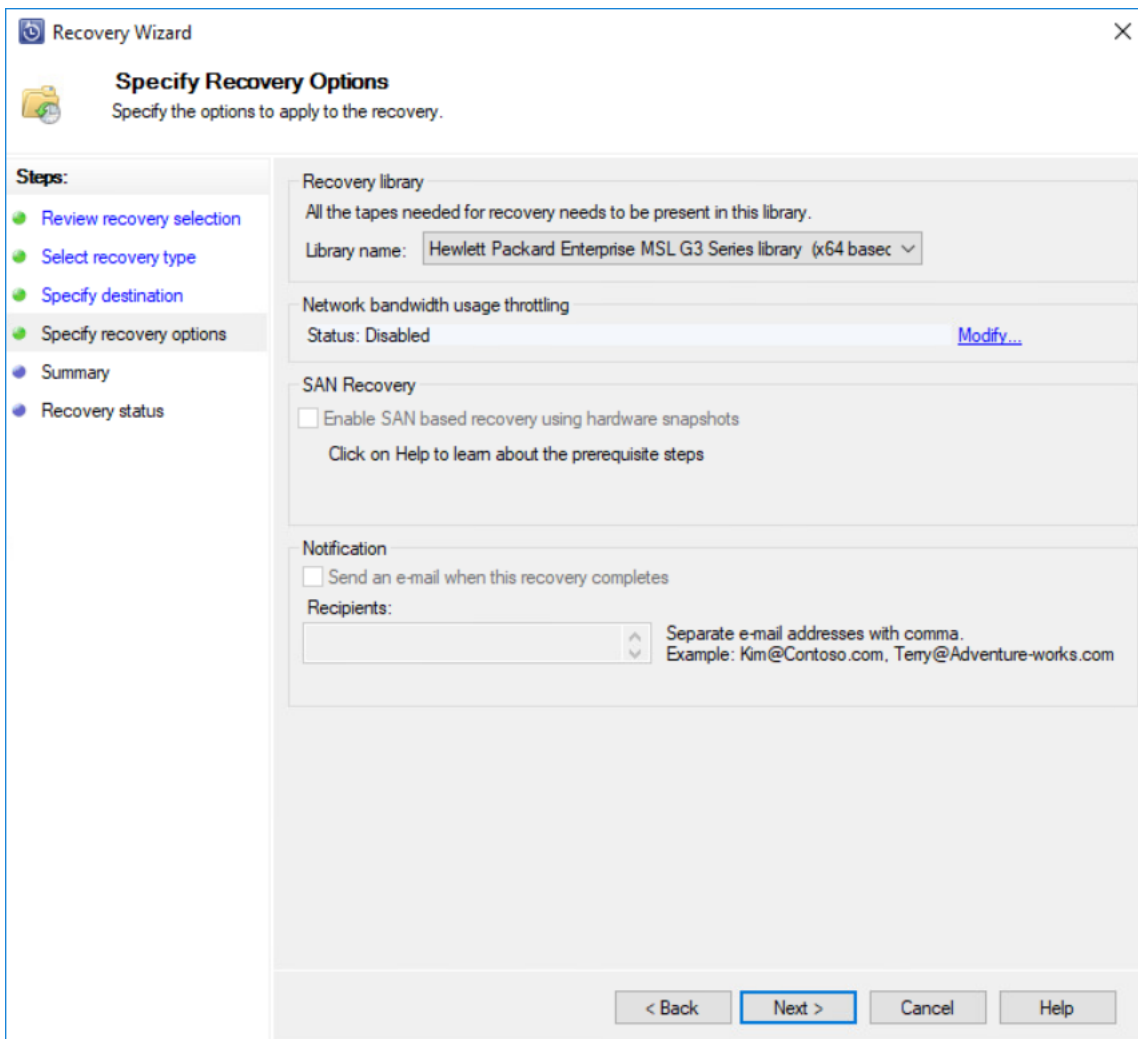 Recovery Wizard
Specify Recovery Options
Specify the options to apply to the recovery.
Steps:
Review recovery selection
Select recovery type
Specify destination
Specify recovery options
Summary
Recovery status
Recovery library
All the tapes needed for recovery needs to be present in this library.
Library name: Hewlett Packard Enterprise MSL G3 Series library (x64 based
Network bandwidth usage throttling
Status: Disabled Modify...
SAN Recovery
Enable SAN based recovery using hardware snapshots
Click on Help to learn about the prerequisite steps
Notification
Send an e-mail when this recovery completes
Recipients:
Separate e-mail addresses with comma.
Example: Kim@Contoso.com, Terry@Adventure-works.com
< Back Next > Cancel Help